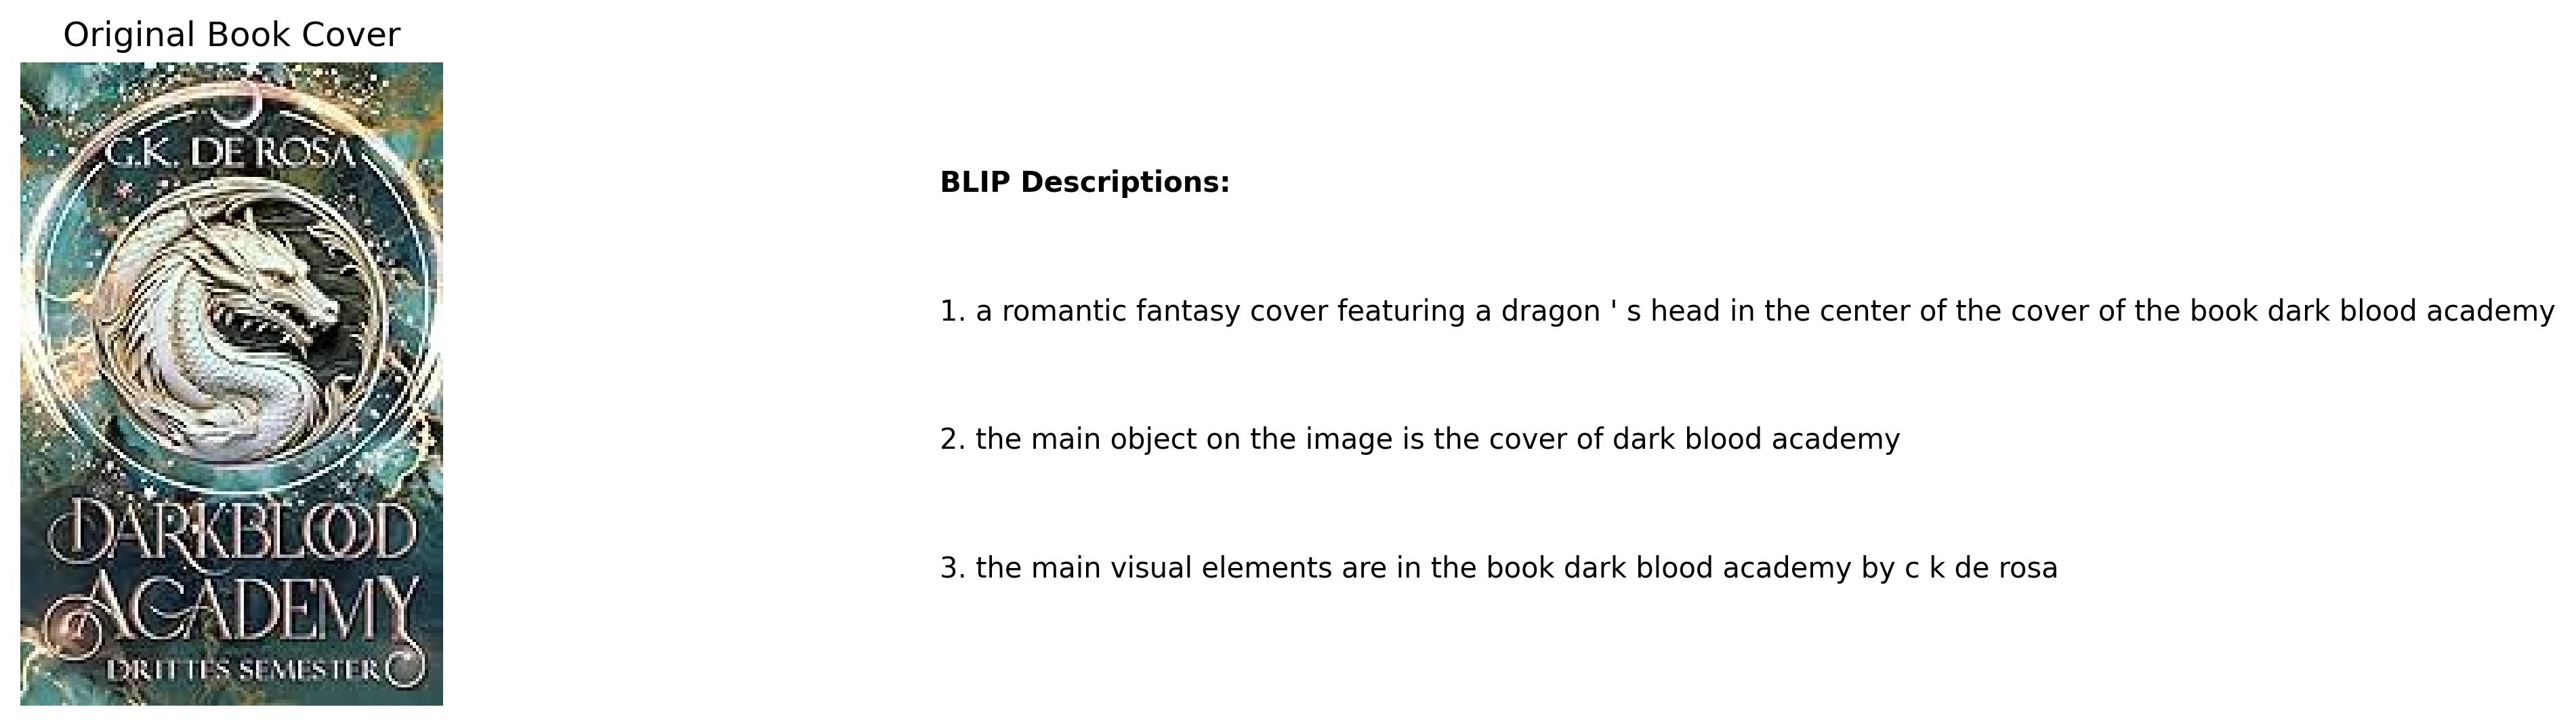 Original Book Cover
G.K. DE ROSA
DARKBLOOD
ACADEMY
DRITTES SEMESTER
BLIP Descriptions:
1. a romantic fantasy cover featuring a dragon ' s head in the center of the cover of the book dark blood academy
2. the main object on the image is the cover of dark blood academy
3. the main visual elements are in the book dark blood academy by c k de rosa